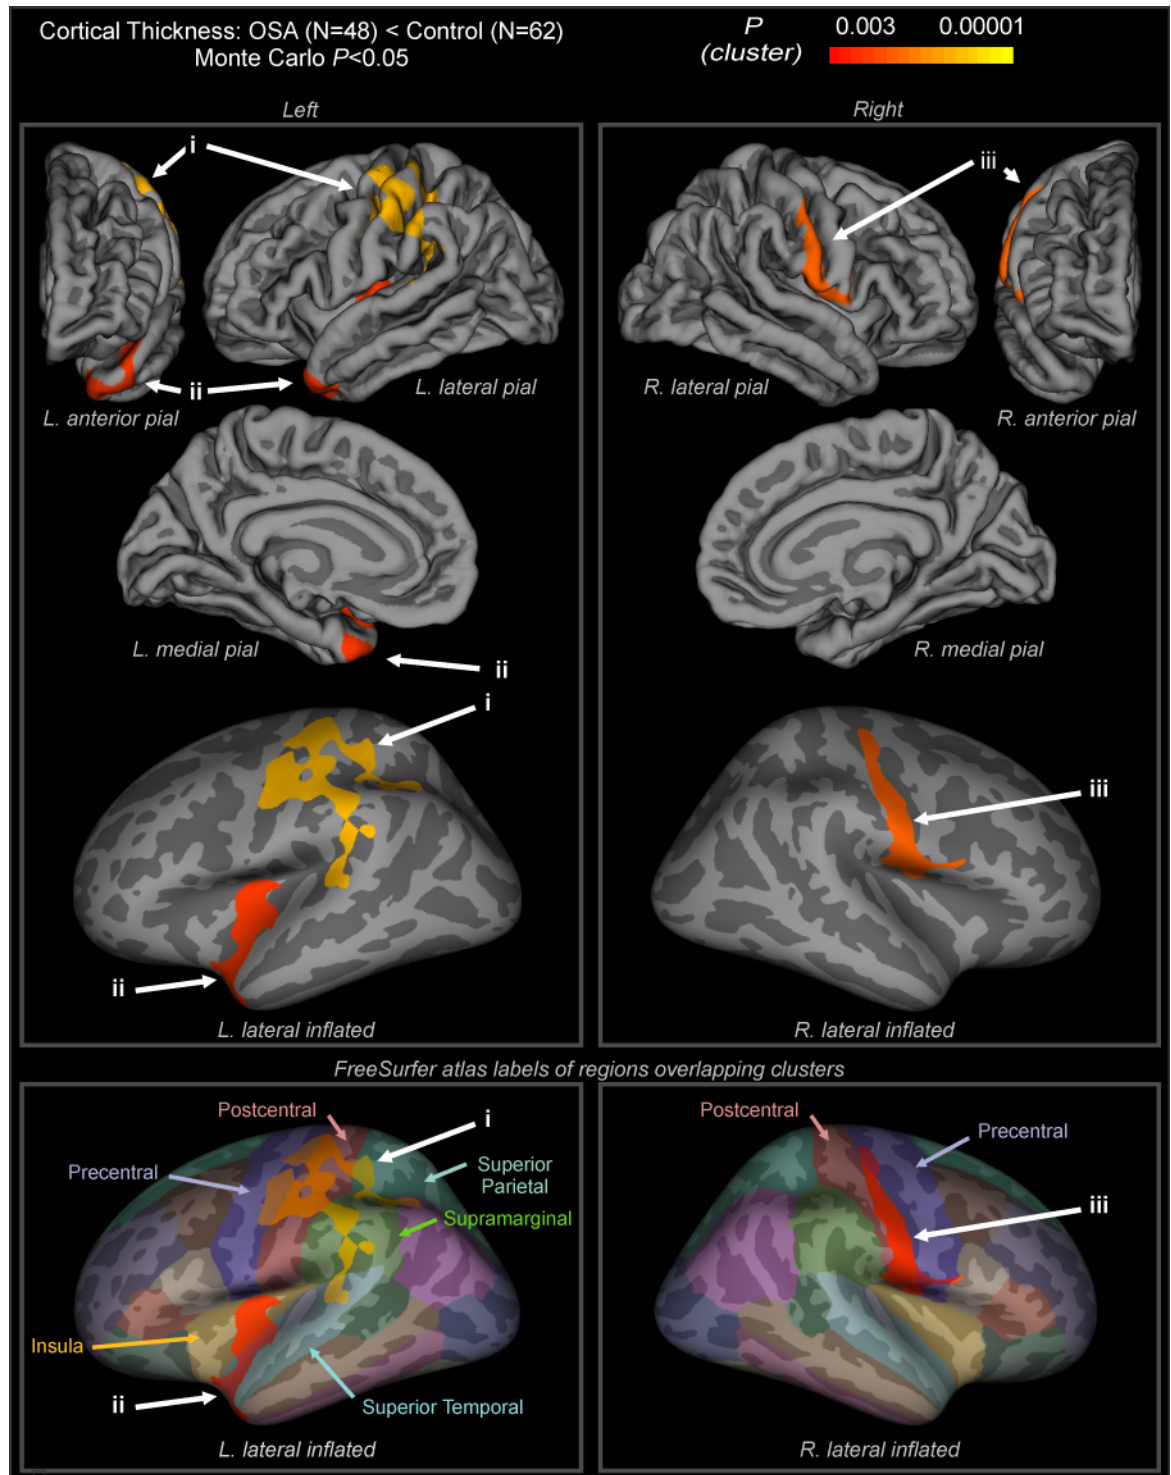 Cortical Thickness: OSA (N=48) < Control (N=62)
Monte Carlo P<0.05
P
(cluster)
0.003 0.00001
Left
Right
i
iii
ii
L. lateral pial
L. anterior pial
R. lateral pial
R. anterior pial
L. medial pial
ii
R. medial pial
i
iii
ii
L. lateral inflated
R. lateral inflated
FreeSurfer atlas labels of regions overlapping clusters
Postcentral
i
Precentral
Superior
Parietal
Supramarginal
Insula
ii
Superior Temporal
L. lateral inflated
Postcentral
Precentral
iii
R. lateral inflated